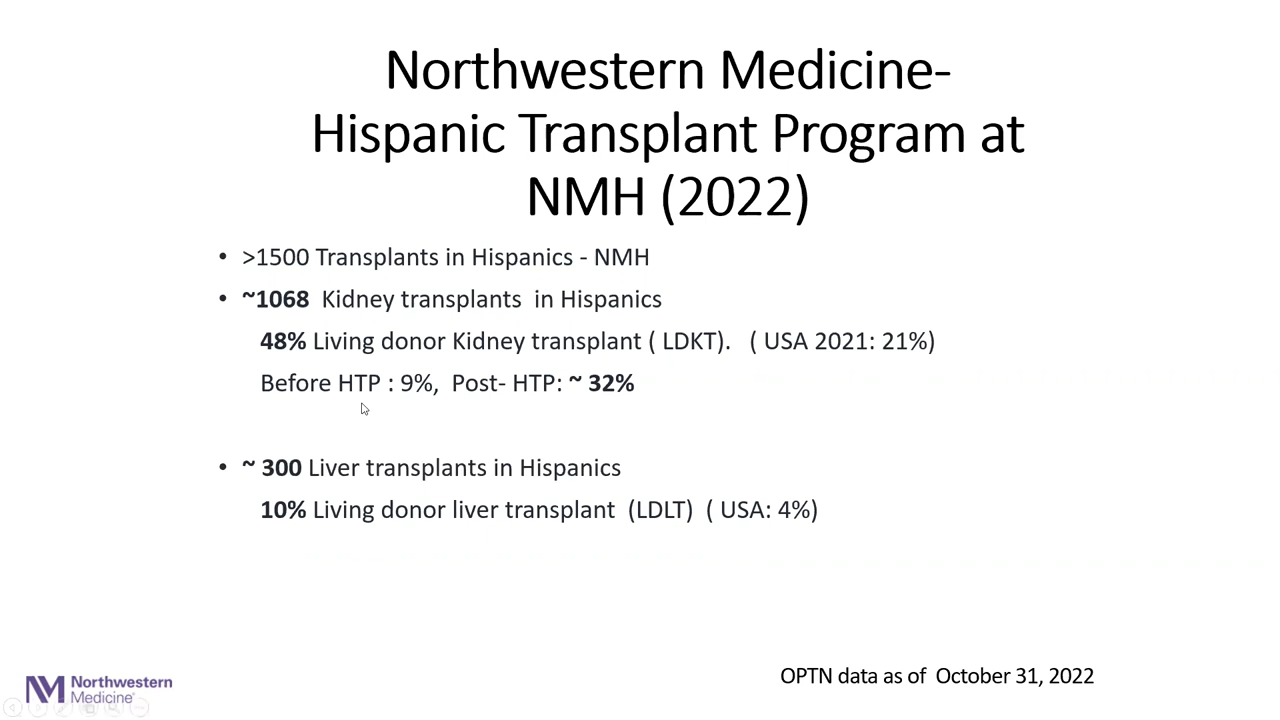 Northwestern Medicine-
Hispanic Transplant Program at
NMH (2022)
• >1500 Transplants in Hispanics - NMH
• ~1068  Kidney transplants  in Hispanics
48% Living donor Kidney transplant ( LDKT).   ( USA 2021: 21%)
Before HTP : 9%,  Post- HTP: ~ 32%
• ~ 300 Liver transplants in Hispanics
10% Living donor liver transplant  (LDLT)  ( USA: 4%)
Northwestern
Medicine®
OPTN data as of  October 31, 2022